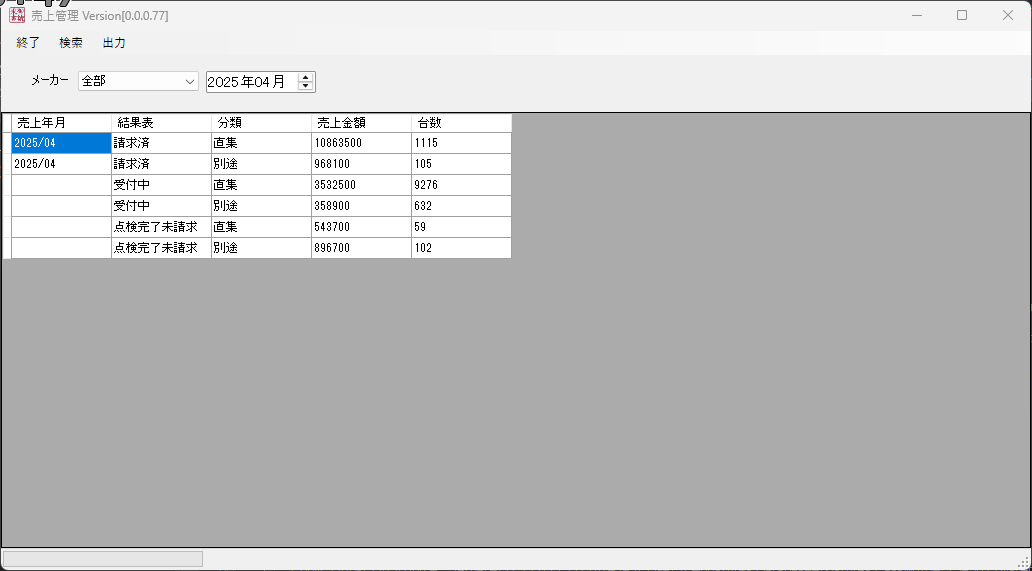 売上管理 Version[0.0.0.77]
終了 検索 出力
メーカー 全部 2025年04月
売上年月 結果表 分類 売上金額 台数
2025/04 請求済 直集 10863500 1115
2025/04 請求済 別途 968100 105
受付中 直集 3532500 9276
受付中 別途 358900 632
点検完了未請求 直集 543700 59
点検完了未請求 別途 896700 102